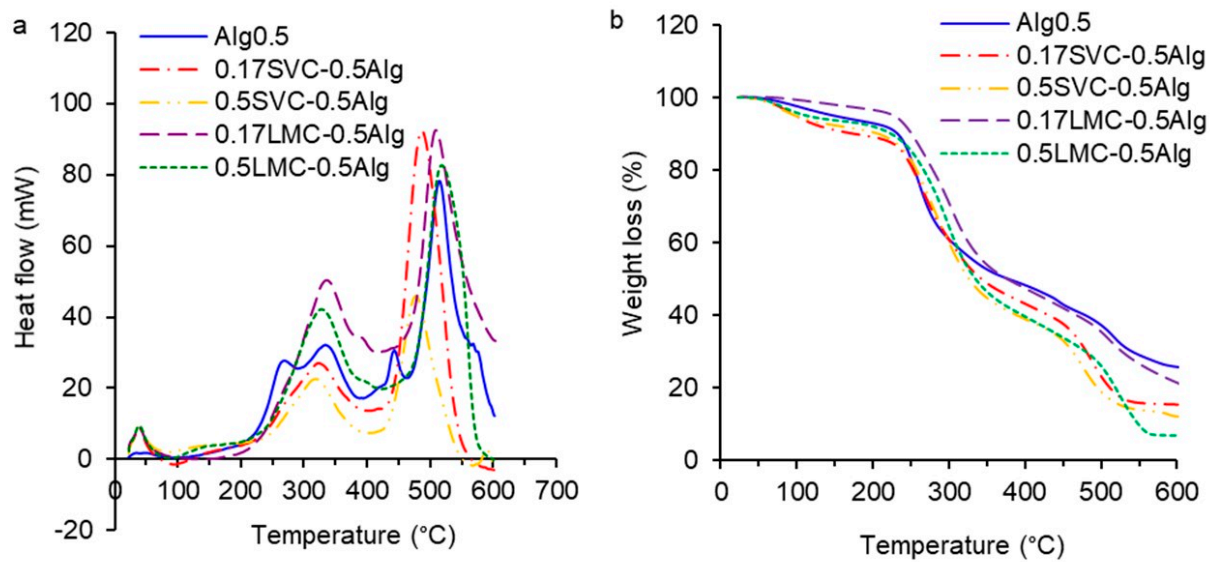 a
120
100
80
60
40
20
0
-20
Heat flow (mW)
Alg0.5
0.17SVC-0.5Alg
0.5SVC-0.5Alg
0.17LMC-0.5Alg
0.5LMC-0.5Alg
0 100 200 300 400 500 600 700
Temperature (°C)
b
120
100
80
60
40
20
0
Weight loss (%)
Alg0.5
0.17SVC-0.5Alg
0.5SVC-0.5Alg
0.17LMC-0.5Alg
0.5LMC-0.5Alg
0 100 200 300 400 500 600
Temperature (°C)